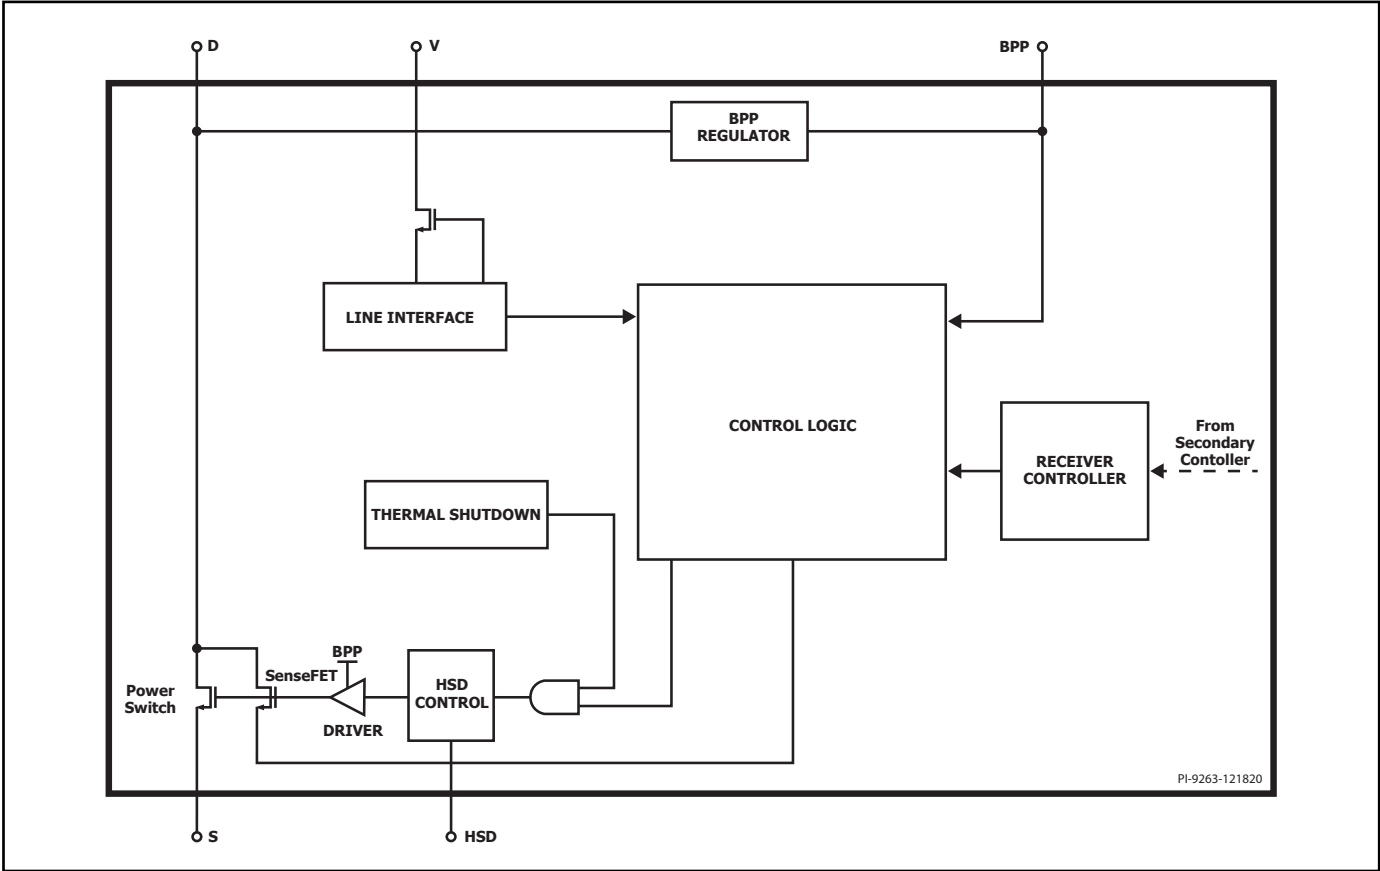 D
V
BPP
BPP
REGULATOR
LINE INTERFACE
CONTROL LOGIC
From
Secondary
Contoller
RECEIVER
CONTROLLER
THERMAL SHUTDOWN
BPP
SenseFET
HSD
CONTROL
Power
Switch
DRIVER
PI-9263-121820
S
HSD